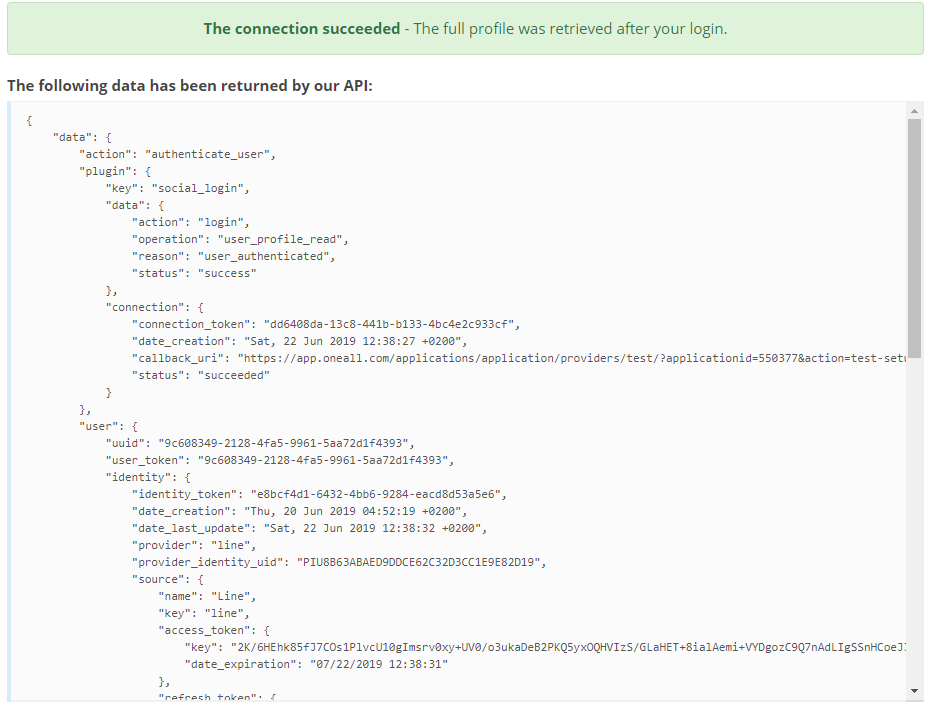 The connection succeeded - The full profile was retrieved after your login.
The following data has been returned by our API:
{
"data": {
"action": "authenticate_user",
"plugin": {
"key": "social_login",
"data": {
"action": "login",
"operation": "user_profile_read",
"reason": "user_authenticated",
"status": "success"
},
"connection": {
"connection_token": "dd6408da-13c8-441b-b133-4bc4e2c933cf",
"date_creation": "Sat, 22 Jun 2019 12:38:27 +0200",
"callback_uri": "https://app.oneall.com/applications/application/providers/test/?applicationid=550377&action=test-set
"status": "succeeded"
}
},
"user": {
"uuid": "9c608349-2128-4fa5-9961-5aa72d1f4393",
"user_token": "9c608349-2128-4fa5-9961-5aa72d1f4393",
"identity": {
"identity_token": "e8bcf4d1-6432-4bb6-9284-eacd8d53a5e6",
"date_creation": "Thu, 20 Jun 2019 04:52:19 +0200",
"date_last_update": "Sat, 22 Jun 2019 12:38:32 +0200",
"provider": "line",
"provider_identity_uid": "PIU8B63ABAED9DDCE62C32D3CC1E9E82D19",
"source": {
"name": "Line",
"key": "line",
"access_token": {
"key": "2K/6HEhk85fJ7COs1PlvcU10gImsrv0xy+UV0/o3ukaDeB2PKQ5yxOQHVIzS/GLaHET+8ialAemi+VYDgozC9Q7nAdLIgSSnHCoeJ
"date_expiration": "07/22/2019 12:38:31"
},
"refresh_token": {